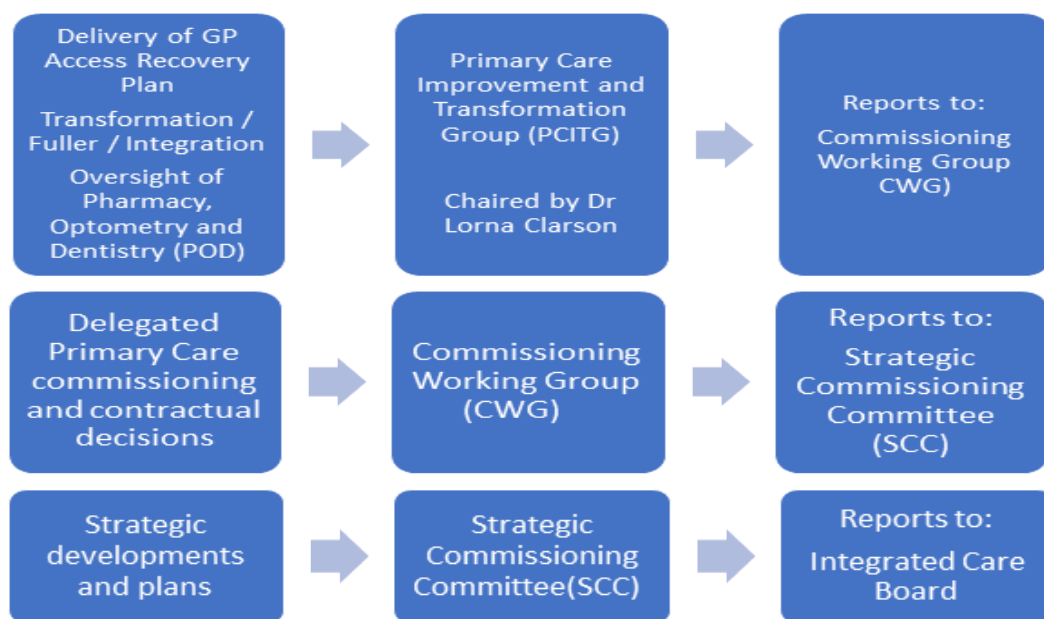 Delivery of GP
Access Recovery
Plan
Transformation /
Fuller / Integration
Oversight of
Pharmacy,
Optometry and
Dentistry (POD)
Primary Care
Improvement and
Transformation
Group (PCITG)
Chaired by Dr
Lorna Clarson
Reports to:
Commissioning
Working Group
CWG)
Delegated
Primary Care
commissioning
and contractual
decisions
Commissioning
Working Group
(CWG)
Reports to:
Strategic
Commissioning
Committee
(SCC)
Strategic
developments
and plans
Strategic
Commissioning
Committee(SCC)
Reports to:
Integrated Care
Board